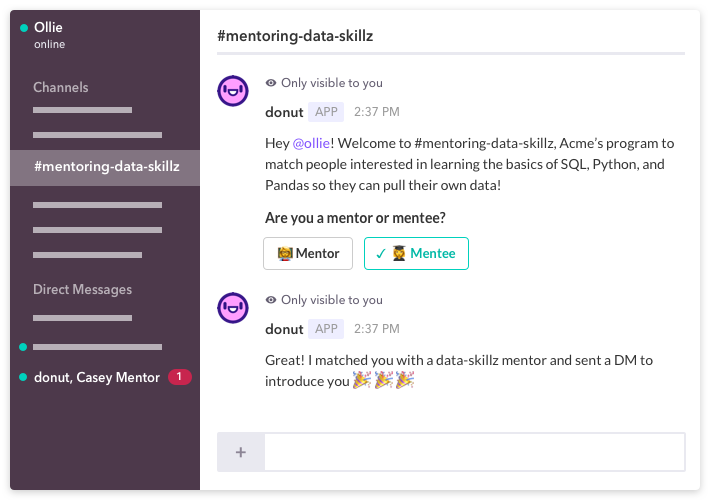 Ollie
online
Channels
#mentoring-data-skillz
Direct Messages
donut, Casey Mentor 1
#mentoring-data-skillz
Only visible to you
donut APP 2:37 PM
Hey @ollie! Welcome to #mentoring-data-skillz, Acme’s program to
match people interested in learning the basics of SQL, Python, and
Pandas so they can pull their own data!
Are you a mentor or mentee?
Mentor ✓ Mentee
Only visible to you
donut APP 2:37 PM
Great! I matched you with a data-skillz mentor and sent a DM to
introduce you 🎉 🎉 🎉
+